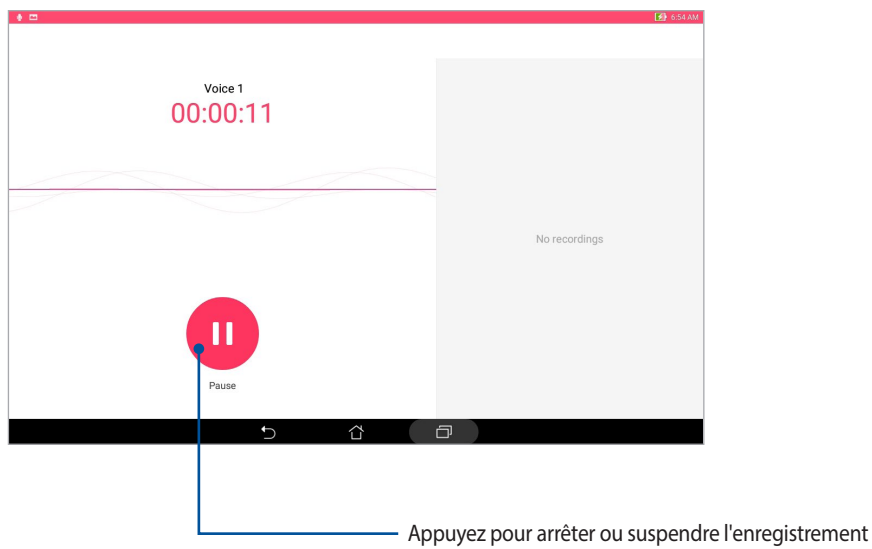 6:54 AM
Voice 1
00:00:11
No recordings
Pause
Appuyez pour arrêter ou suspendre l'enregistrement